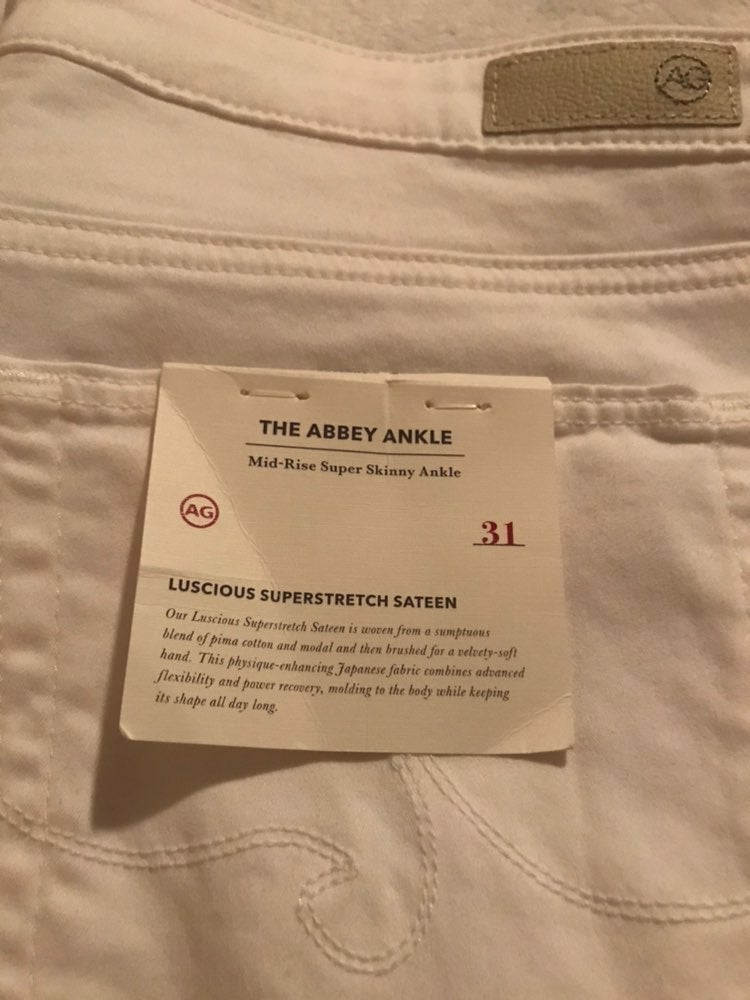 AG
THE ABBEY ANKLE
Mid-Rise Super Skinny Ankle
AG
31
LUSCIOUS SUPERSTRETCH SATEEN
Our Luscious Superstretch Sateen is woven from a sumptuous
blend of pima cotton and modal and then brushed for a velvety-soft
hand. This physique-enhancing Japanese fabric combines advanced
flexibility and power recovery, molding to the body while keeping
its shape all day long.